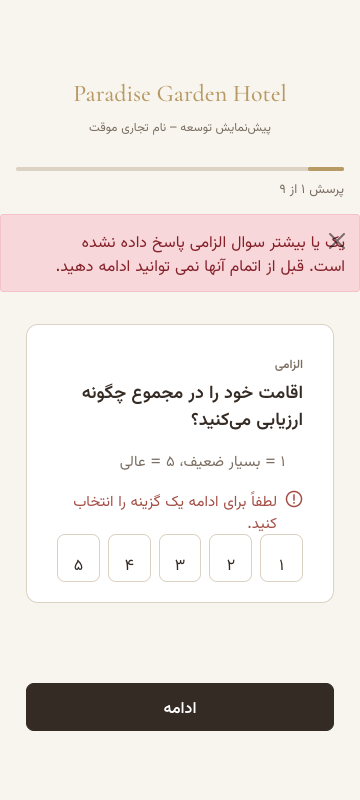 Paradise Garden Hotel
پیش‌نمایش توسعه – نام تجاری موقت
پرسش ۱ از ۹
یک یا بیشتر سوال الزامی پاسخ داده نشده
است. قبل از اتمام آنها نمی توانید ادامه دهید.
الزامی
اقامت خود را در مجموع چگونه
ارزیابی می‌کنید؟
۱ = بسیار ضعیف، ۵ = عالی
لطفاً برای ادامه یک گزینه را انتخاب
کنید.
۱ ۲ ۳ ۴ ۵
ادامه